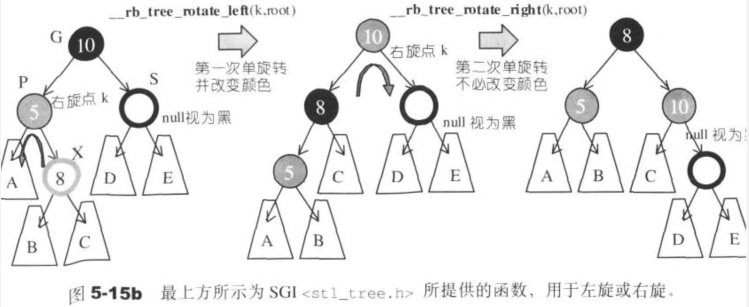 __rb_tree_rotate_left(k,root)
__rb_tree_rotate_right(k,root)
G
10
第一次单旋转
并改变颜色
P
5
右旋点 k
S
null视为黑
A
X
8
D
E
B
C
10
右旋点 k
8
null视为黑
5
C
D
E
A
B
第二次单旋转
不必改变颜色
8
5
10
null 视为
A
B
C
D
E
图 5-15b 最上方所示为 SGI <stl_tree.h> 所提供的函数，用于左旋或右旋。